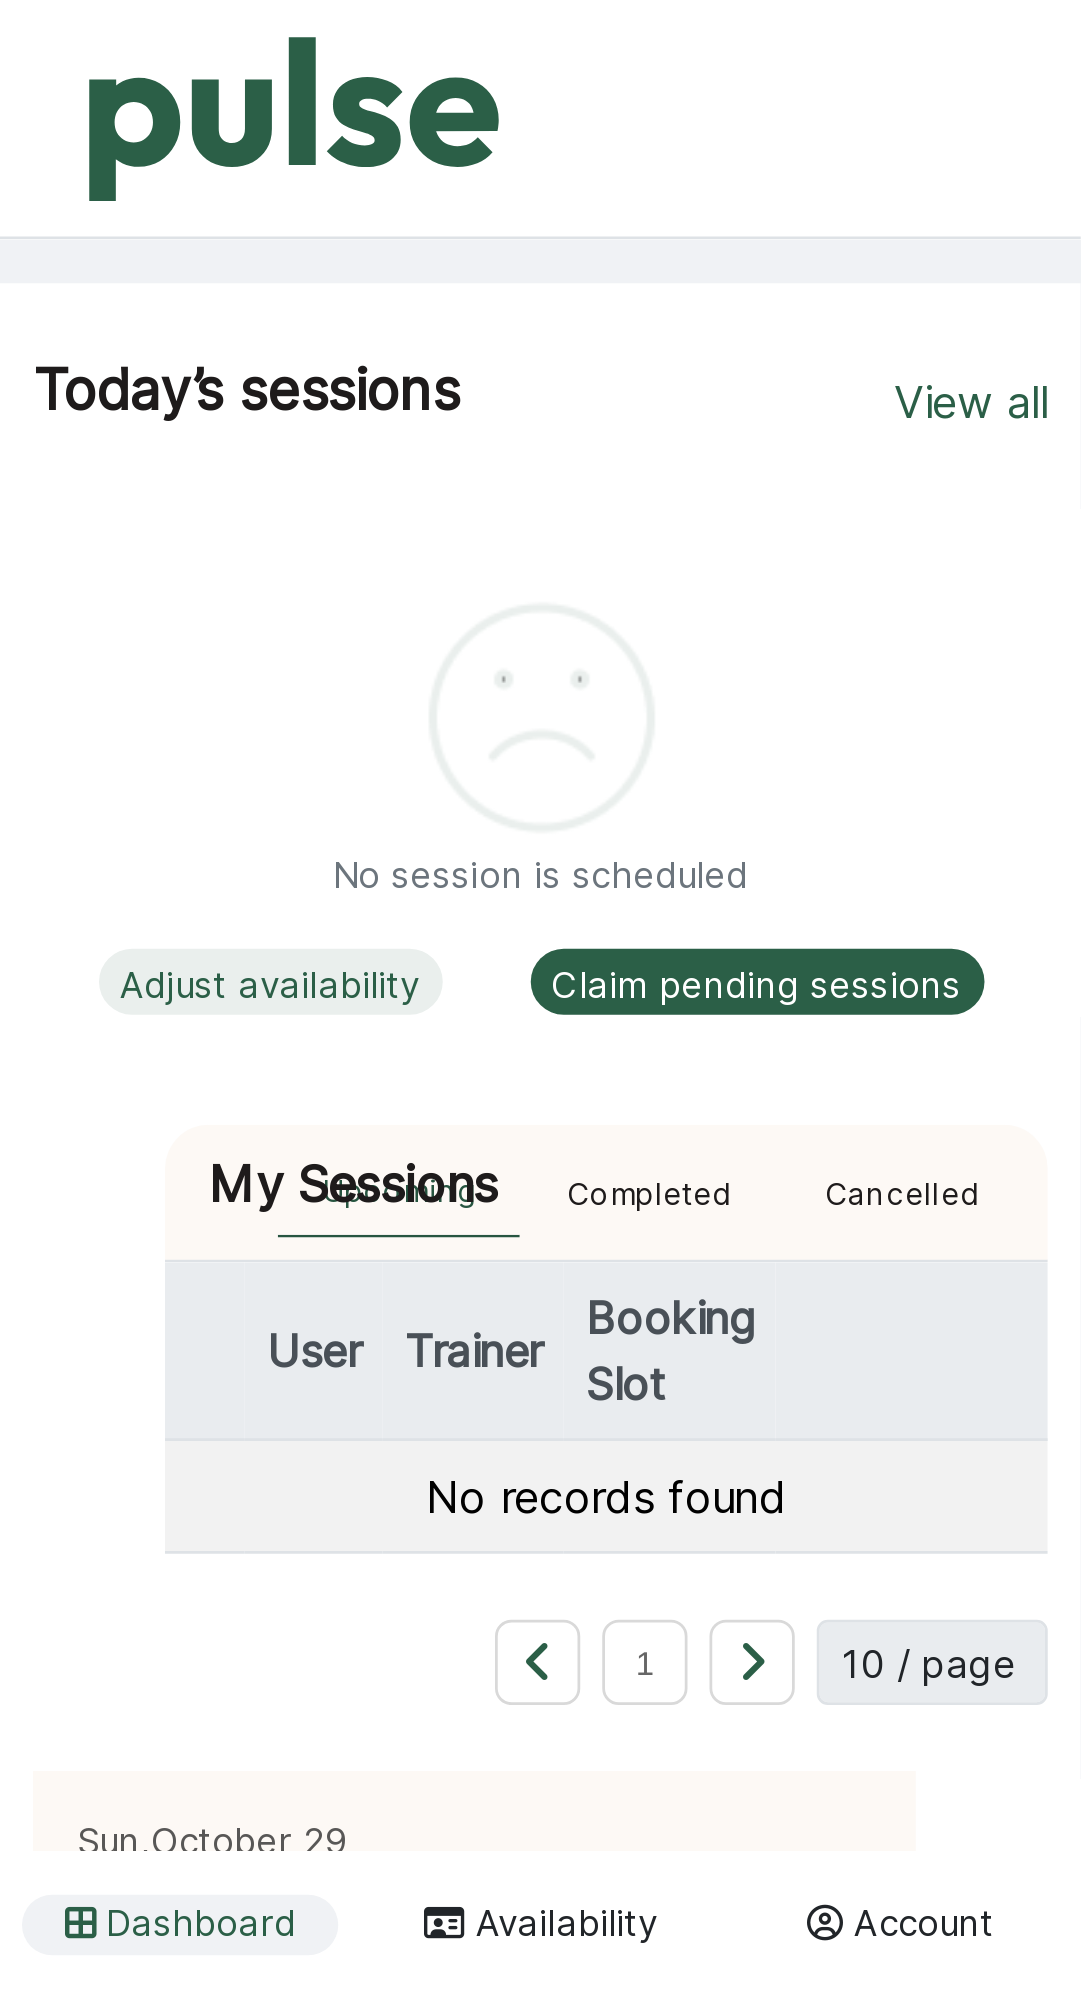 pulse
Today’s sessions
View all
No session is scheduled
Adjust availability
Claim pending sessions
My Sessions
Upcoming
Completed
Cancelled
User
Trainer
Booking
Slot
No records found
1
10 / page
Sun,October 29
Dashboard
Availability
Account